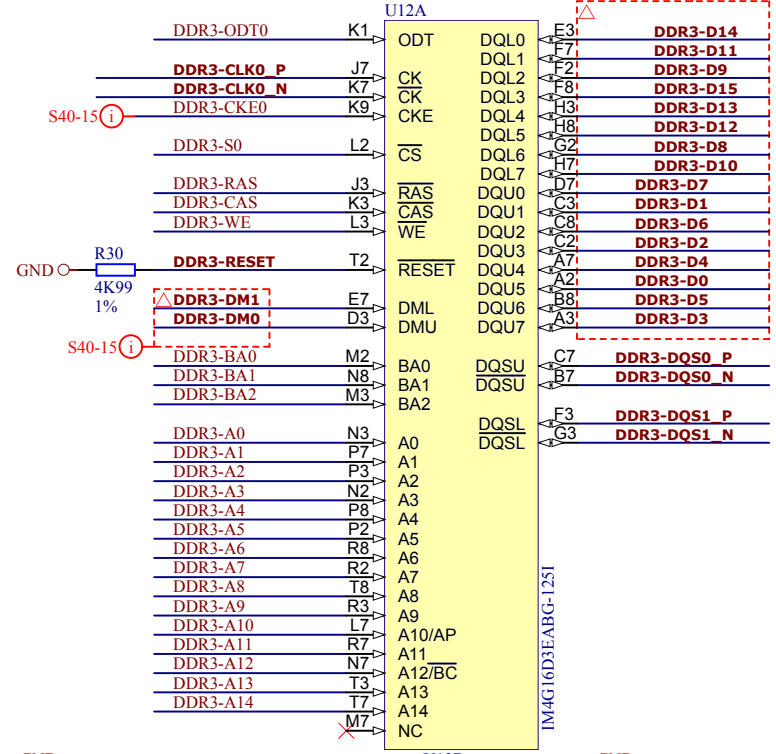 U12A
DDR3-ODT0 K1 ODT DQL0 E3 DDR3-D14
DQL1 F7 DDR3-D11
DDR3-CLK0_P J7 CK DQL2 F2 DDR3-D9
DDR3-CLK0_N K7 CK DQL3 F8 DDR3-D15
S40-15 i DDR3-CKE0 K9 CKE DQL4 H3 DDR3-D13
DQL5 H8 DDR3-D12
DDR3-S0 L2 CS DQL6 G2 DDR3-D8
DQL7 H7 DDR3-D10
DDR3-RAS J3 RAS DQU0 D7 DDR3-D7
DDR3-CAS K3 CAS DQU1 C3 DDR3-D1
DDR3-WE L3 WE DQU2 C8 DDR3-D6
DQU3 C2 DDR3-D2
GND R30 DDR3-RESET T2 RESET DQU4 A7 DDR3-D4
4K99 DQU5 A2 DDR3-D0
1% DDR3-DM1 E7 DML DQU6 B8 DDR3-D5
DDR3-DM0 D3 DMU DQU7 A3 DDR3-D3
S40-15 i
DDR3-BA0 M2 BA0 DQSU C7 DDR3-DQS0_P
DDR3-BA1 N8 BA1 DQSU B7 DDR3-DQS0_N
DDR3-BA2 M3 BA2
DQSL F3 DDR3-DQS1_P
DDR3-A0 N3 A0 DQSL G3 DDR3-DQS1_N
DDR3-A1 P7 A1
DDR3-A2 P3 A2
DDR3-A3 N2 A3
DDR3-A4 P8 A4
DDR3-A5 P2 A5
DDR3-A6 R8 A6
DDR3-A7 R2 A7
DDR3-A8 T8 A8
DDR3-A9 R3 A9
DDR3-A10 L7 A10/AP
DDR3-A11 R7 A11
DDR3-A12 N7 A12/BC
DDR3-A13 T3 A13
DDR3-A14 T7 A14
M7 NC
IM4G16D3EABG-125I